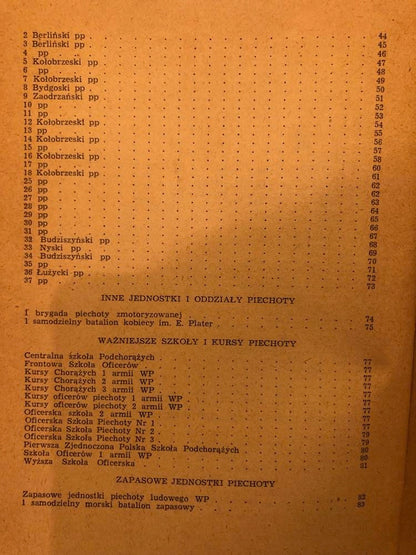 2 Berliński pp 44
3 Berliński pp 45
4 pp 46
5 Kołobrzeski pp 47
6 pp 48
7 Kołobrzeski pp 49
8 Bydgoski pp 50
9 Zaodrzański pp 51
10 pp 52
11 pp 53
12 Kołobrzeski pp 54
13 pp 55
14 Kołobrzeski pp 56
15 pp 57
16 Kołobrzeski pp 58
17 pp 60
18 Kołobrzeski pp 61
25 pp 62
26 pp 62
27 pp 62
28 pp 64
29 pp 64
30 pp 65
31 pp 66
32 Budziszyński pp 67
33 Nyski pp 68
34 Budziszyński pp 69
35 pp 70
36 Łużycki pp 71
37 pp 73
INNE JEDNOSTKI I ODDZIAŁY PIECHOTY
I brygada piechoty zmotoryzowanej 74
1 samodzielny batalion kobiecy im. E. Plater 75
WAŻNIEJSZE SZKOŁY I KURSY PIECHOTY
Centralna szkoła Podchorążych 77
Frontowa Szkoła Oficerów 77
Kursy Chorążych 1 armii WP 77
Kursy Chorążych 2 armii WP 77
Kursy Chorążych 3 armii WP 77
Kursy oficerów piechoty 1 armii WP 77
Kursy oficerów piechoty 2 armii WP 77
Oficerska szkoła 2 armii WP 77
Oficerska Szkoła Piechoty Nr 1 77
Oficerska Szkoła Piechoty Nr 2 79
Oficerska Szkoła Piechoty Nr 3 79
Pierwsza Zjednoczona Polska Szkoła Podchorążych 80
Szkoła Oficerów 1 armii WP 80
Wyższa Szkoła Oficerska 81
ZAPASOWE JEDNOSTKI PIECHOTY
Zapasowe jednostki piechoty ludowego WP 82
1 samodzielny morski batalion zapasowy 83